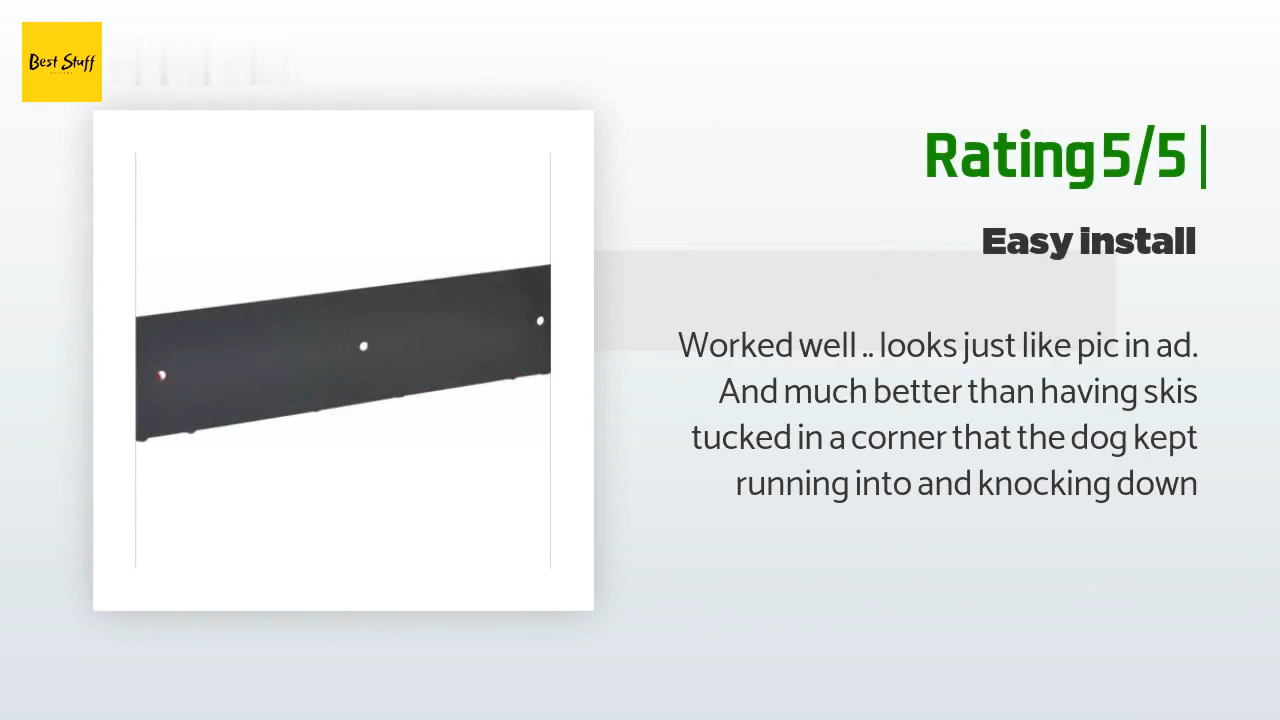 Best Stuff
Rating 5/5
Easy install
Worked well .. looks just like pic in ad.
And much better than having skis
tucked in a corner that the dog kept
running into and knocking down